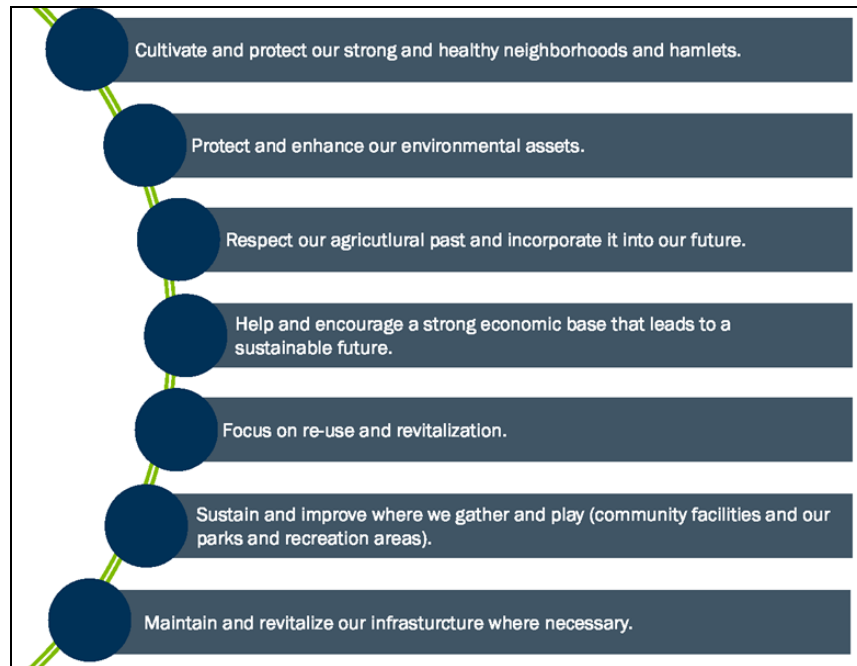 Cultivate and protect our strong and healthy neighborhoods and hamlets.
Protect and enhance our environmental assets.
Respect our agricutlural past and incorporate it into our future.
Help and encourage a strong economic base that leads to a
sustainable future.
Focus on re-use and revitalization.
Sustain and improve where we gather and play (community facilities and our
parks and recreation areas).
Maintain and revitalize our infrasturcture where necessary.